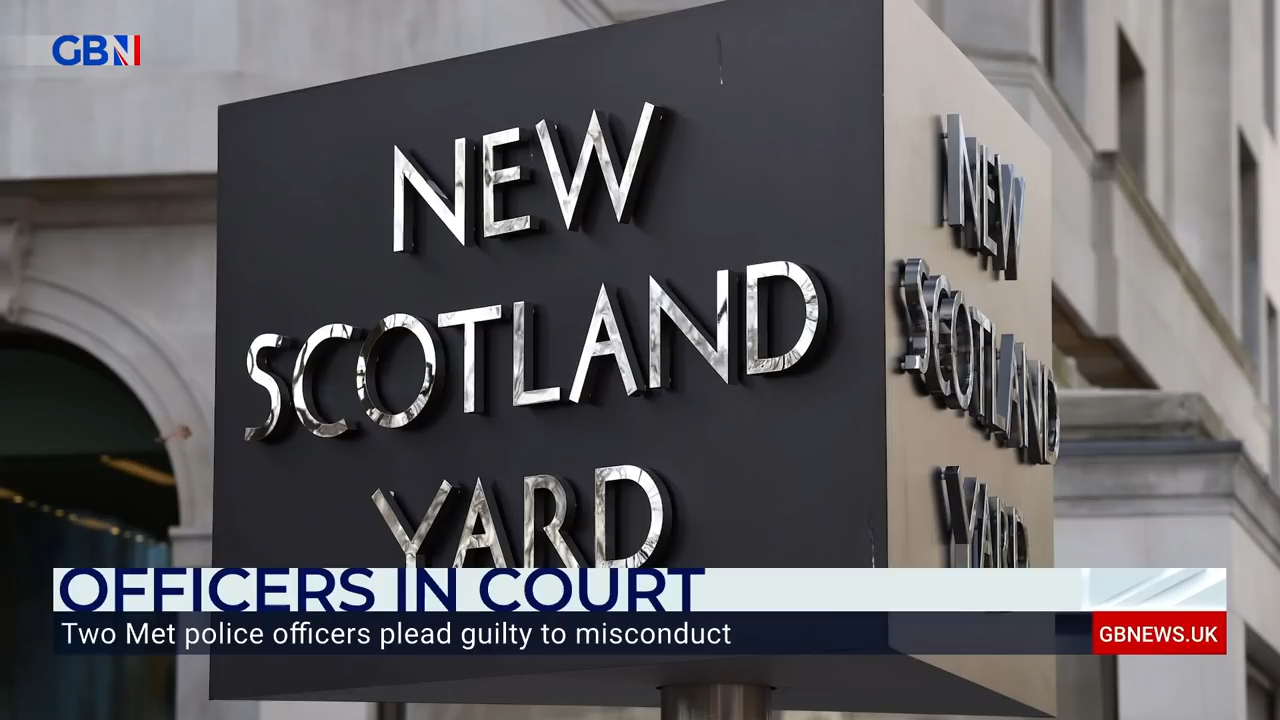 GBN
NEW
SCOTLAND
YARD
NEW
SCOTLAND
YARD
OFFICERS IN COURT
Two Met police officers plead guilty to misconduct
GBNEWS.UK